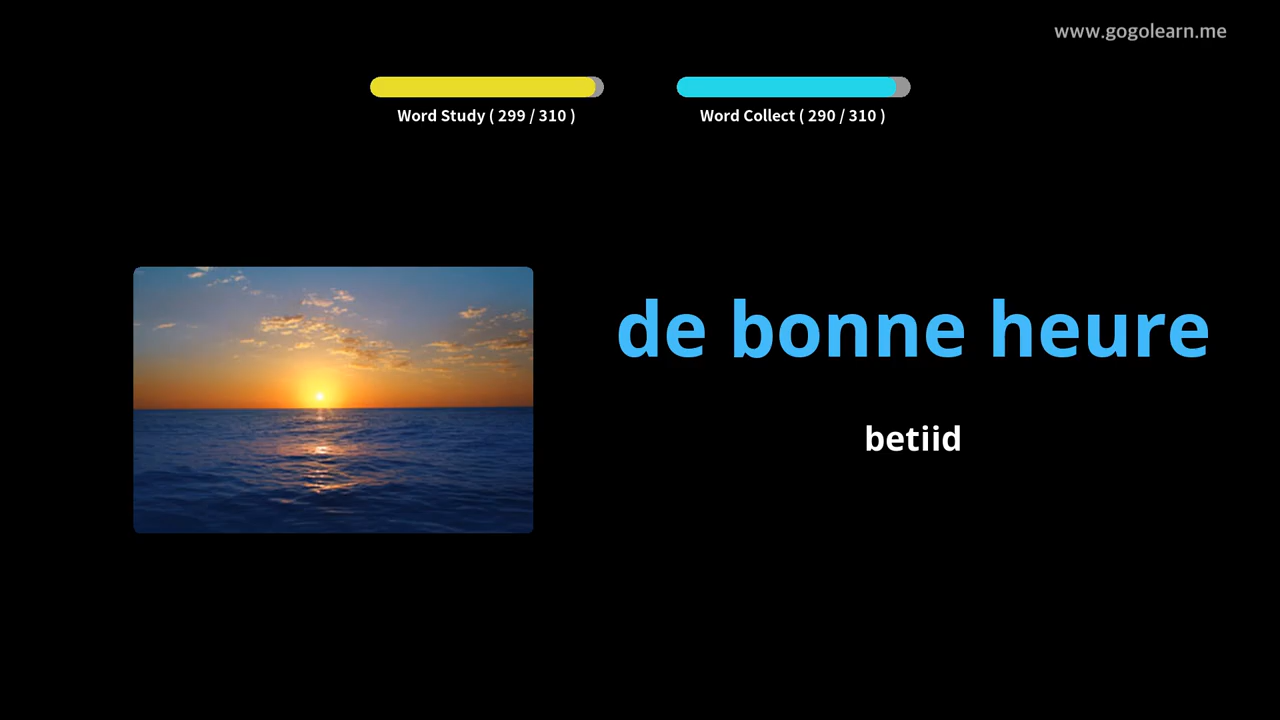 www.gogolearn.me
Word Study ( 299 / 310 )
Word Collect ( 290 / 310 )
de bonne heure
betiid